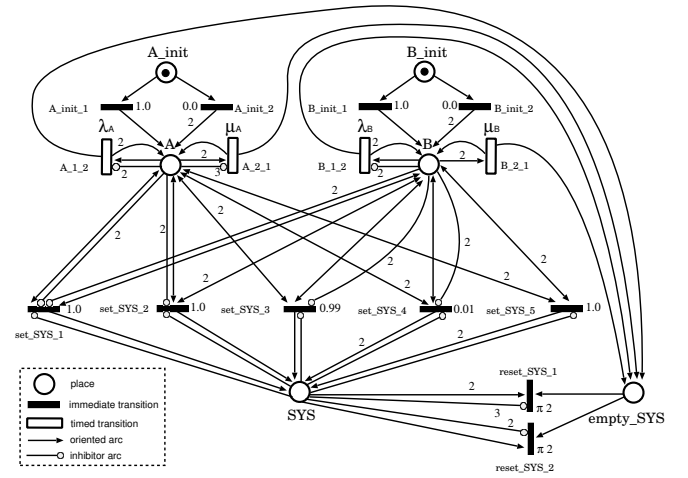 A_init
B_init
A_init_1 1.0 0.0 A_init_2
B_init_1 1.0 0.0 B_init_2
2 2
λA A μA
λB B μB
2 2
A_1_2 2 2 3 A_2_1
B_1_2 2 2 B_2_1
2
2 2 2 2
2 2 2
set_SYS_1 1.0
set_SYS_2 1.0
set_SYS_3 0.99
set_SYS_4 0.01
set_SYS_5 1.0
2 2
SYS
2 reset_SYS_1
3 π 2
2 π 2
reset_SYS_2
empty_SYS
place
immediate transition
timed transition
oriented arc
inhibitor arc